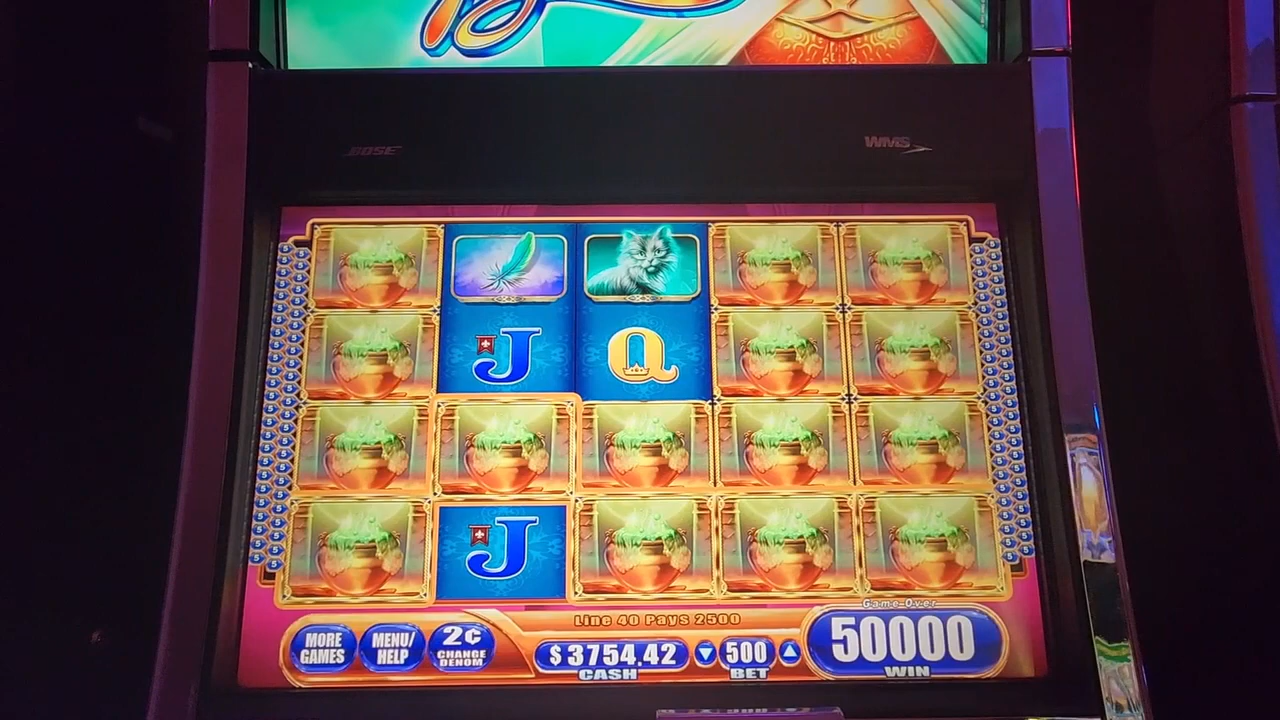 BOSE
WMS
J
Q
J
Game Over
Line 40 Pays 2500
MORE GAMES
MENU/ HELP
2¢ CHANGE DENOM
$3754.42
CASH
500
BET
50000
WIN